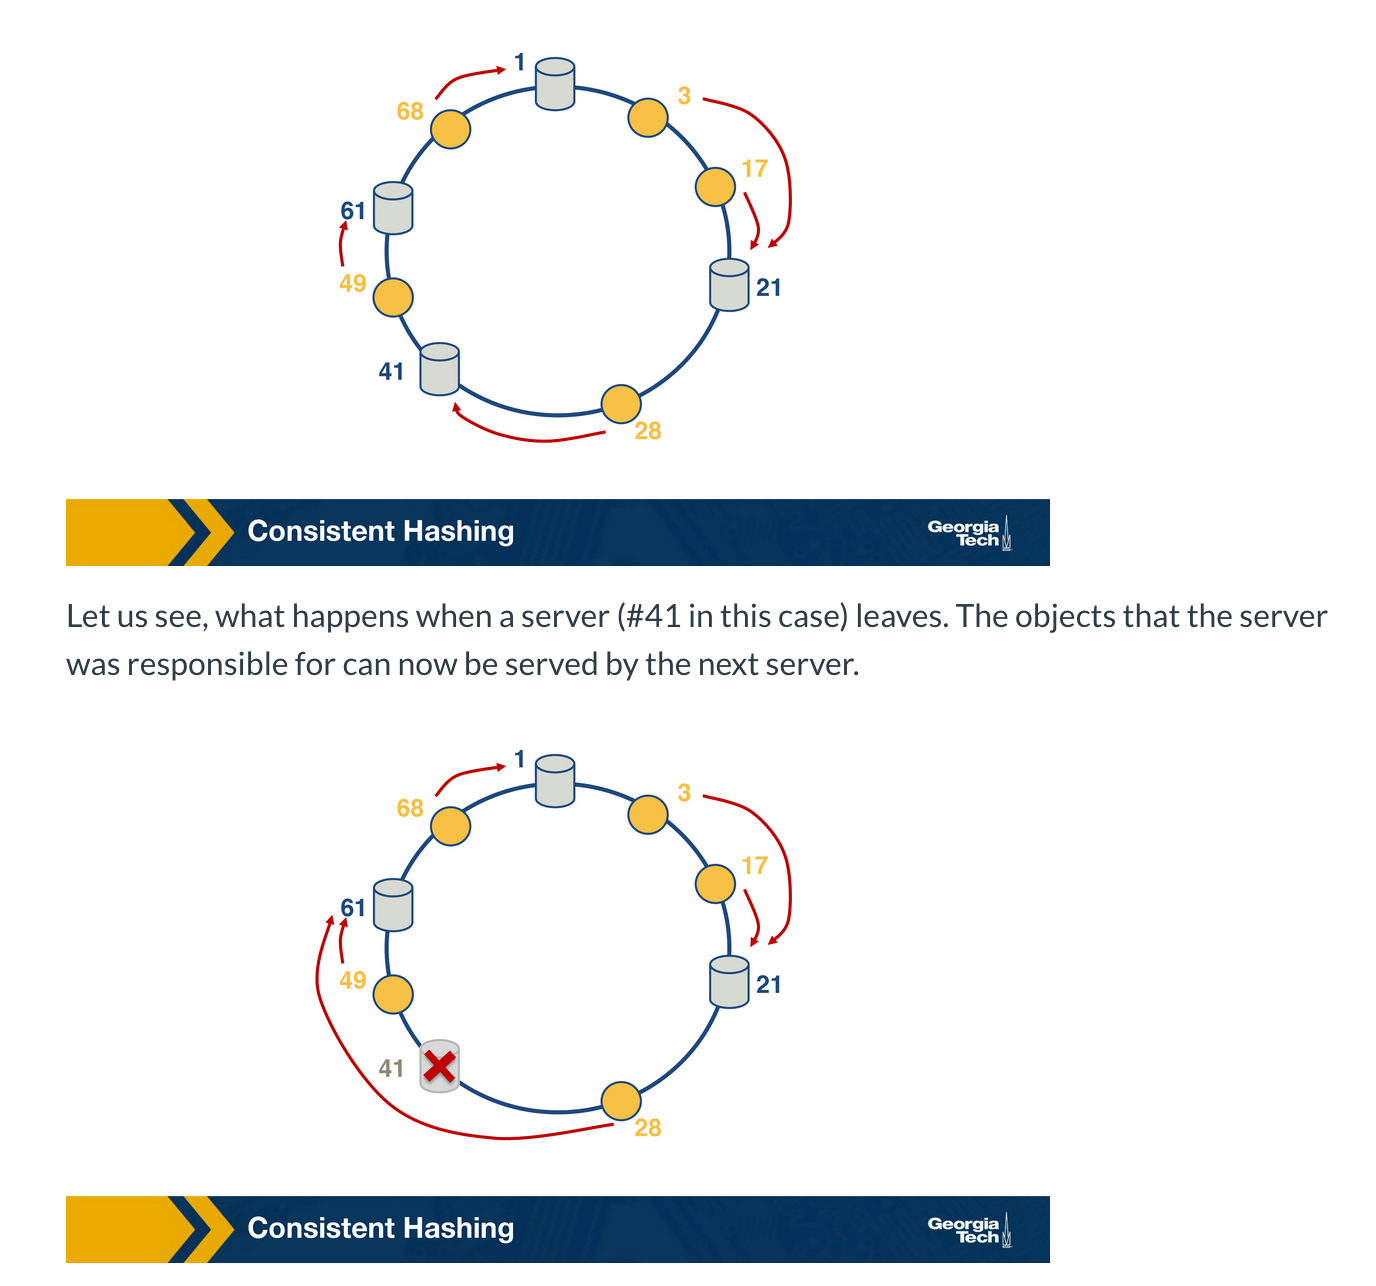 1
3
68
17
61
21
49
41
28
Consistent Hashing
Georgia
Tech
Let us see, what happens when a server (#41 in this case) leaves. The objects that the server
was responsible for can now be served by the next server.
1
3
68
17
61
21
49
41
28
Consistent Hashing
Georgia
Tech